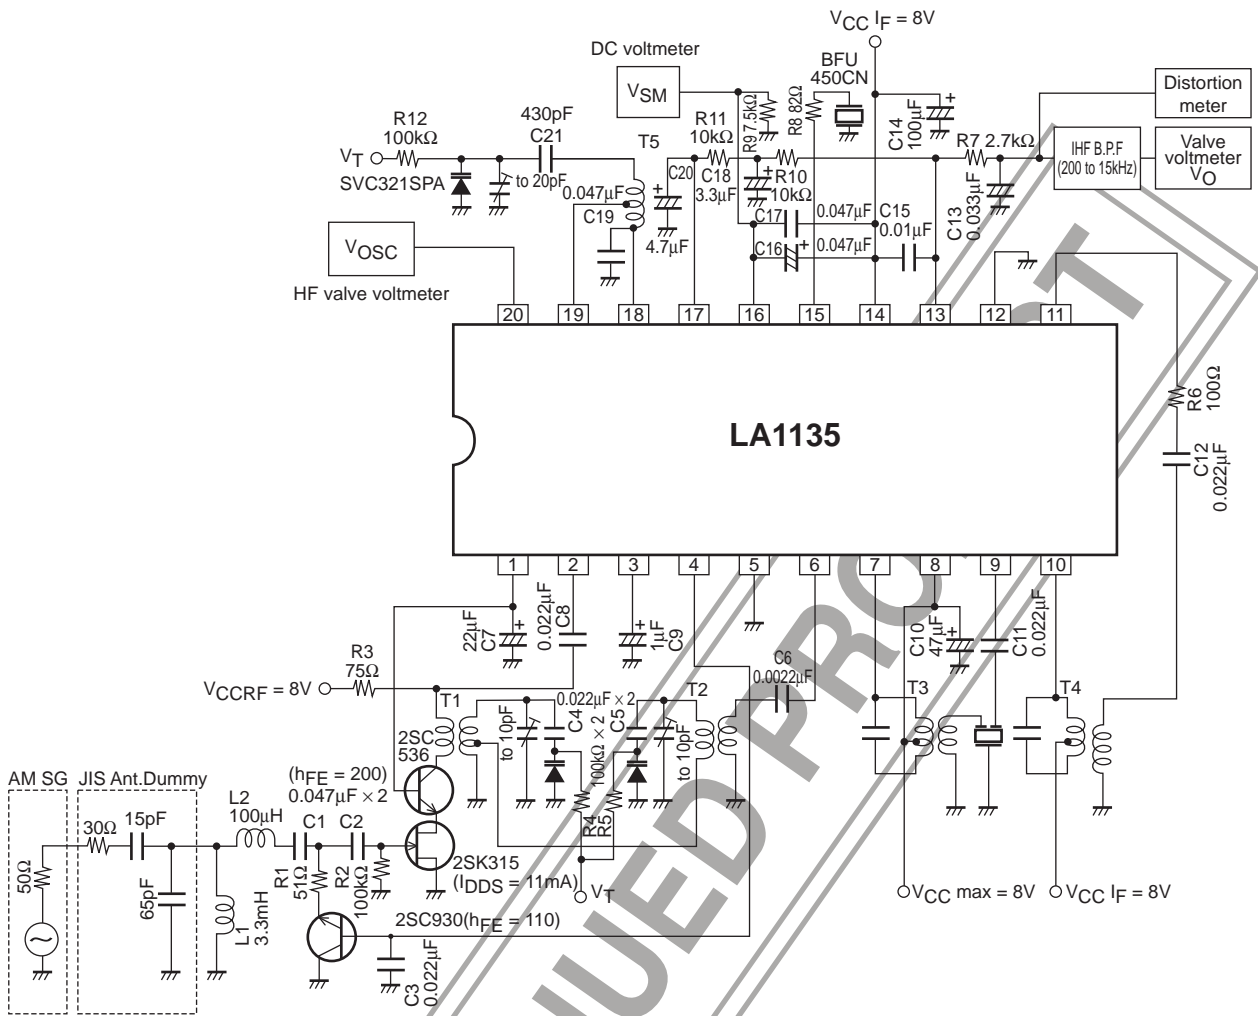 VCC IF = 8V
DC voltmeter
VSM
BFU
450CN
R9 7.5kΩ
R8 82Ω
C14
100μF
Distortion
meter
R12
100kΩ
430pF
C21
T5
R11
10kΩ
R7 2.7kΩ
IHF B.P.F
(200 to 15kHz)
Valve
voltmeter
VO
VT
SVC321SPA
to 20pF
0.047μF
C19
C20
4.7μF
C18
3.3μF
R10
10kΩ
C17
0.047μF
C16
0.047μF
C15
0.01μF
C13
0.033μF
VOSC
HF valve voltmeter
20 19 18 17 16 15 14 13 12 11
R6
100Ω
LA1135
C12
0.022μF
1 2 3 4 5 6 7 8 9 10
22μF
C7
0.022μF
C8
1μF
C9
C10
47μF
C11
0.022μF
R3
75Ω
C6
0.0022μF
VCCRF = 8V
T1
0.022μF × 2
T2
T3
T4
to 10pF
C4
100kΩ × 2
C5
to 10pF
2SC
536
AM SG
JIS Ant.Dummy
(hFE = 200)
0.047μF × 2
L2
100μH
C1
C2
R4
R5
30Ω
15pF
50Ω
65pF
L1
3.3mH
R1
51Ω
R2
100kΩ
2SK315
(IDDS = 11mA)
VT
VCC max = 8V
VCC IF = 8V
2SC930(hFE = 110)
C3
0.022μF